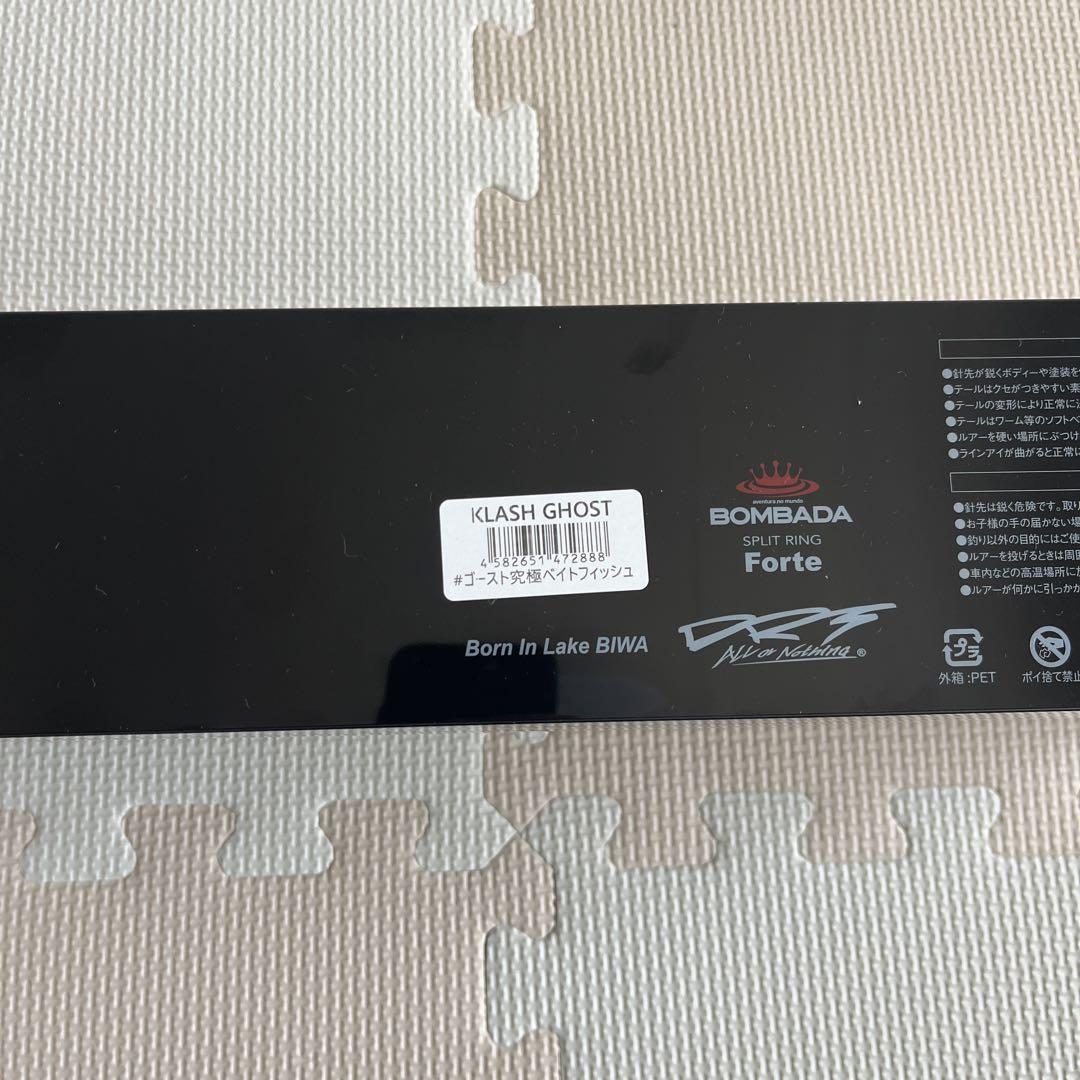 KLASH GHOST
4 582651 472888
#ゴースト究極ベイトフィッシュ
Born In Lake BIWA
aventura no mundo
BOMBADA
SPLIT RING
Forte
DRT
All or Nothing ®
●針先が鋭くボディーや塗装を
●テールはクセがつきやすい素
●テールの変形により正常に
●テールはワーム等のソフトベ
●ルアーを硬い場所にぶつけ
●ラインアイが曲がると正常に
●針先は鋭く危険です。取り
●お子様の手の届かない場
●釣り以外の目的にはご使
●ルアーを投げるときは周囲
●車内などの高温場所に
●ルアーが何かに引っかか
プラ
外箱:PET
ポイ捨て禁止